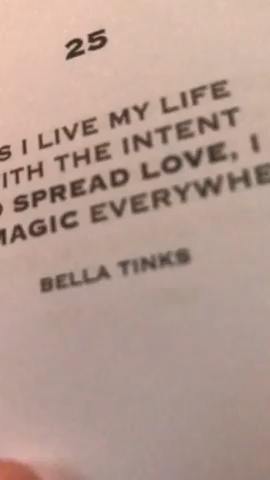 25
S I LIVE MY LIFE
ITH THE INTENT
SPREAD LOVE, I
MAGIC EVERYWHE
BELLA TINKS